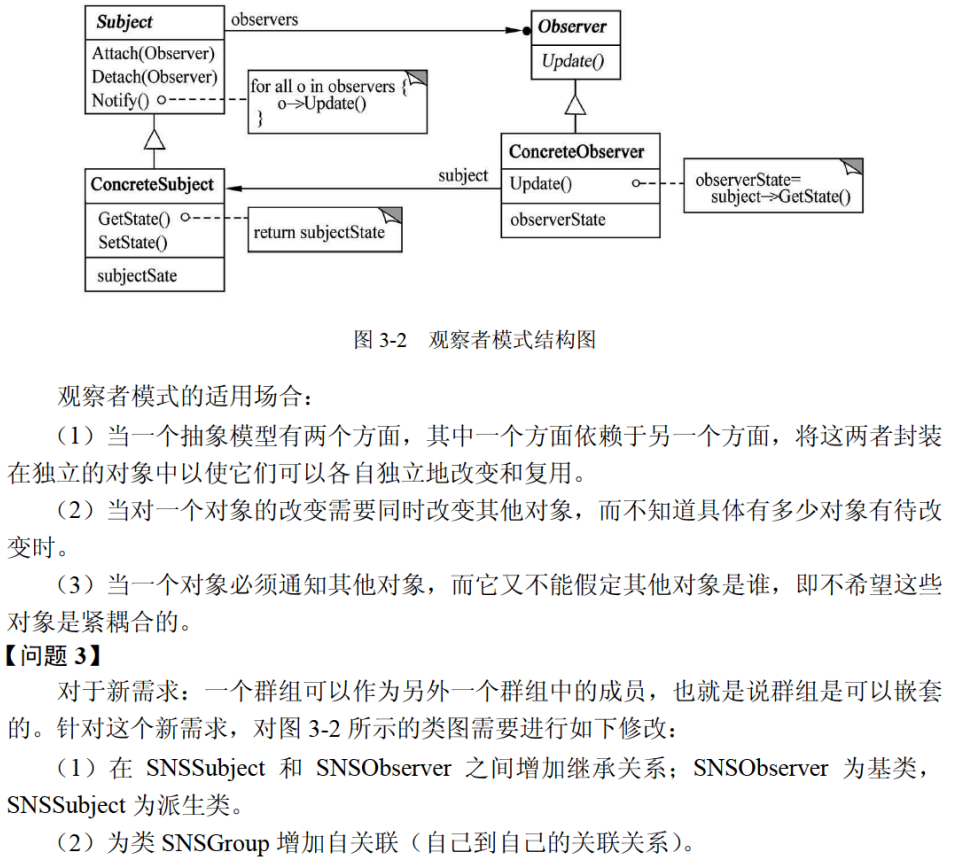 Subject
observers
Observer
Attach(Observer)
Detach(Observer)
Notify()
Update()
for all o in observers {
o->Update()
}
ConcreteSubject
subject
ConcreteObserver
GetState()
SetState()
return subjectState
Update()
observerState=
subject->GetState()
subjectSate
observerState
图 3-2 观察者模式结构图
观察者模式的适用场合：
（1）当一个抽象模型有两个方面，其中一个方面依赖于另一个方面，将这两者封装
在独立的对象中以使它们可以各自独立地改变和复用。
（2）当对一个对象的改变需要同时改变其他对象，而不知道具体有多少对象有待改
变时。
（3）当一个对象必须通知其他对象，而它又不能假定其他对象是谁，即不希望这些
对象是紧耦合的。
【问题 3】
对于新需求：一个群组可以作为另外一个群组中的成员，也就是说群组是可以嵌套
的。针对这个新需求，对图 3-2 所示的类图需要进行如下修改：
（1）在 SNSSubject 和 SNSObserver 之间增加继承关系；SNSObserver 为基类，
SNSSubject 为派生类。
（2）为类 SNSGroup 增加自关联（自己到自己的关联关系）。